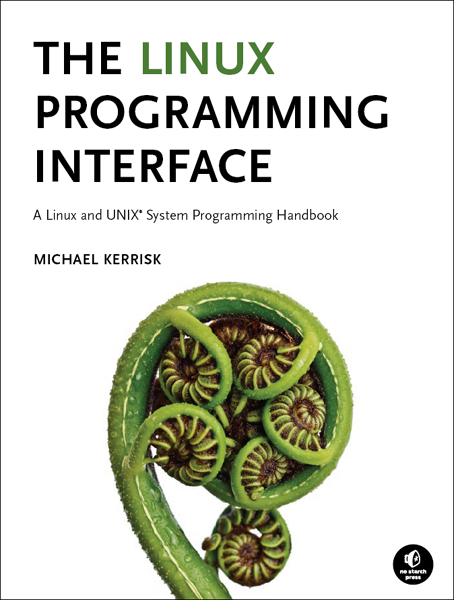 THE LINUX
PROGRAMMING
INTERFACE
A Linux and UNIX® System Programming Handbook
MICHAEL KERRISK
no starch
press